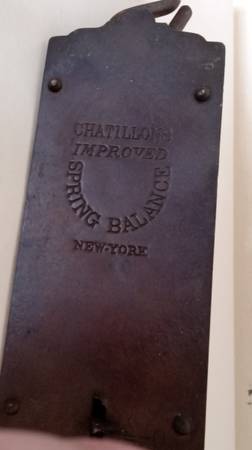 CHATILLON'S
IMPROVED
SPRING BALANCE
NEW-YORK